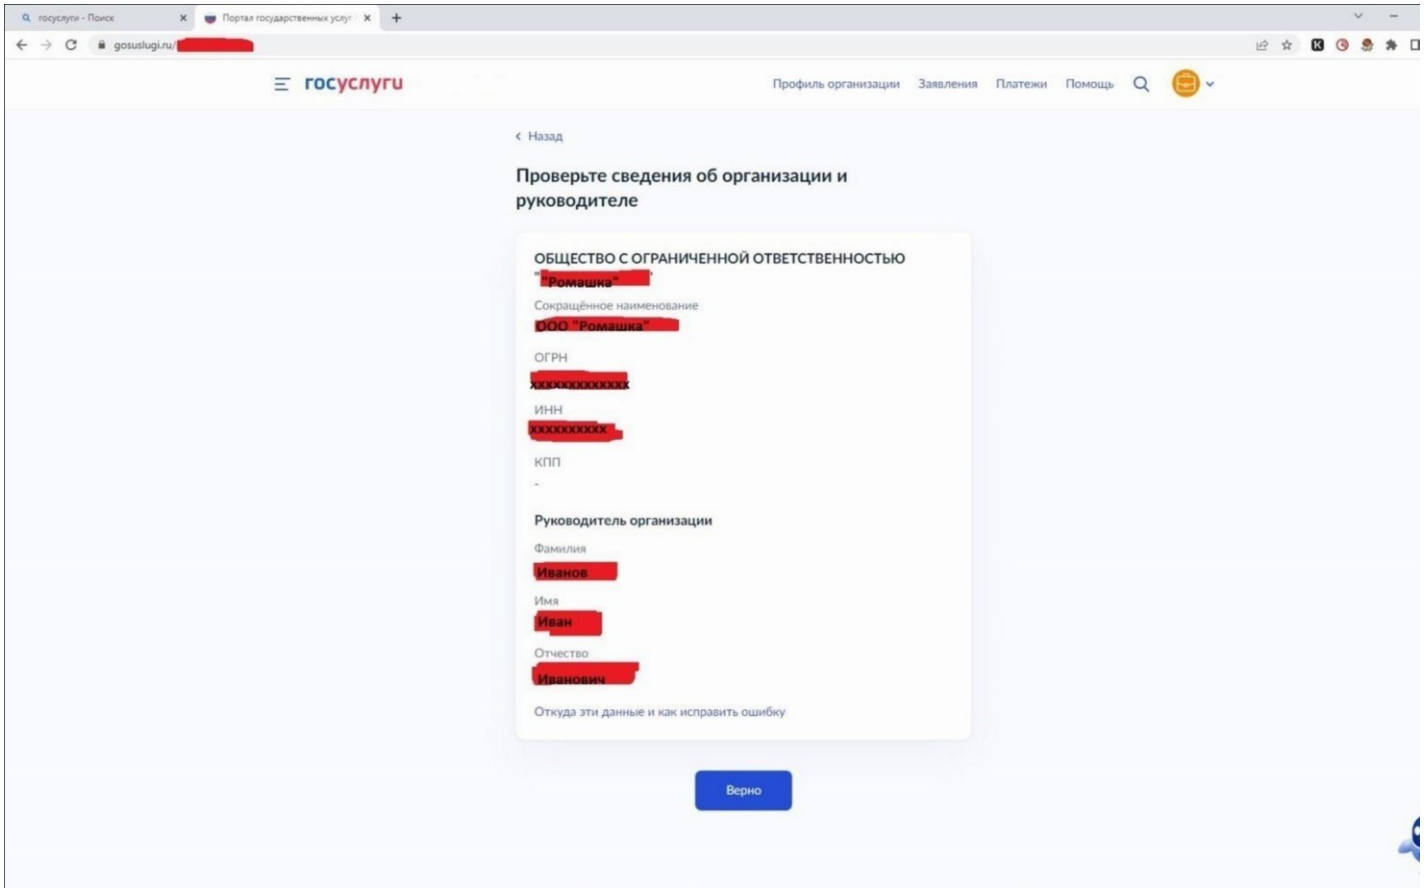 госуслуги - Поиск
Портал государственных услуг
gosuslugi.ru/
госуслуги
Профиль организации Заявления Платежи Помощь
Назад
Проверьте сведения об организации и
руководителе
ОБЩЕСТВО С ОГРАНИЧЕННОЙ ОТВЕТСТВЕННОСТЬЮ
""Ромашка""
Сокращённое наименование
ООО "Ромашка"
ОГРН
xxxxxxxxxxxxx
ИНН
xxxxxxxxxx
КПП
-
Руководитель организации
Фамилия
Иванов
Имя
Иван
Отчество
Иванович
Откуда эти данные и как исправить ошибку
Верно